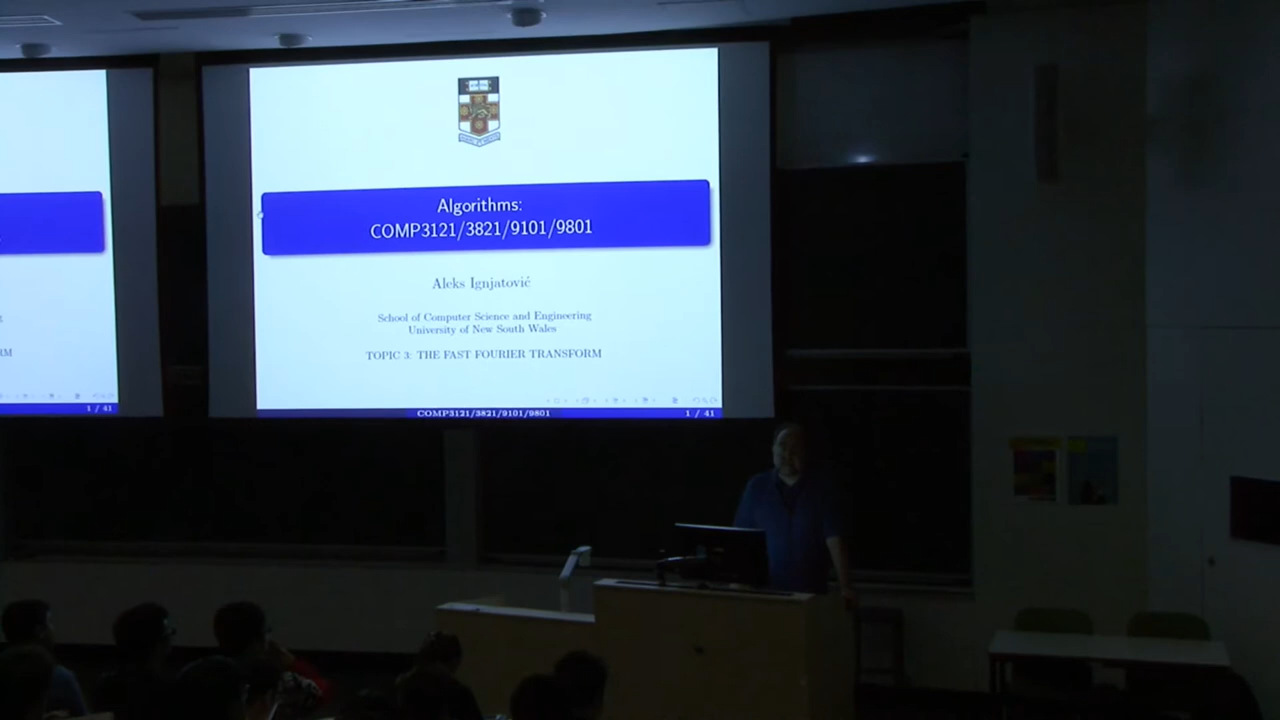 Algorithms:
COMP3121/3821/9101/9801
Aleks Ignjatović
School of Computer Science and Engineering
University of New South Wales
TOPIC 3: THE FAST FOURIER TRANSFORM
COMP3121/3821/9101/9801
1 / 41
RM
1 / 41